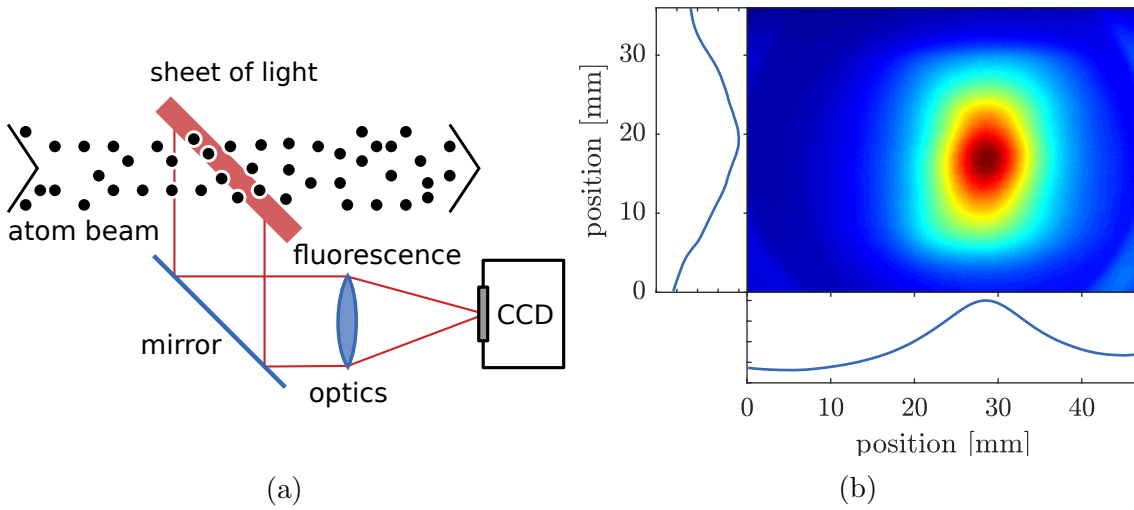 sheet of light
atom beam
fluorescence
mirror
CCD
optics
(a)
position [mm]
30
20
10
0
0 10 20 30 40
position [mm]
(b)